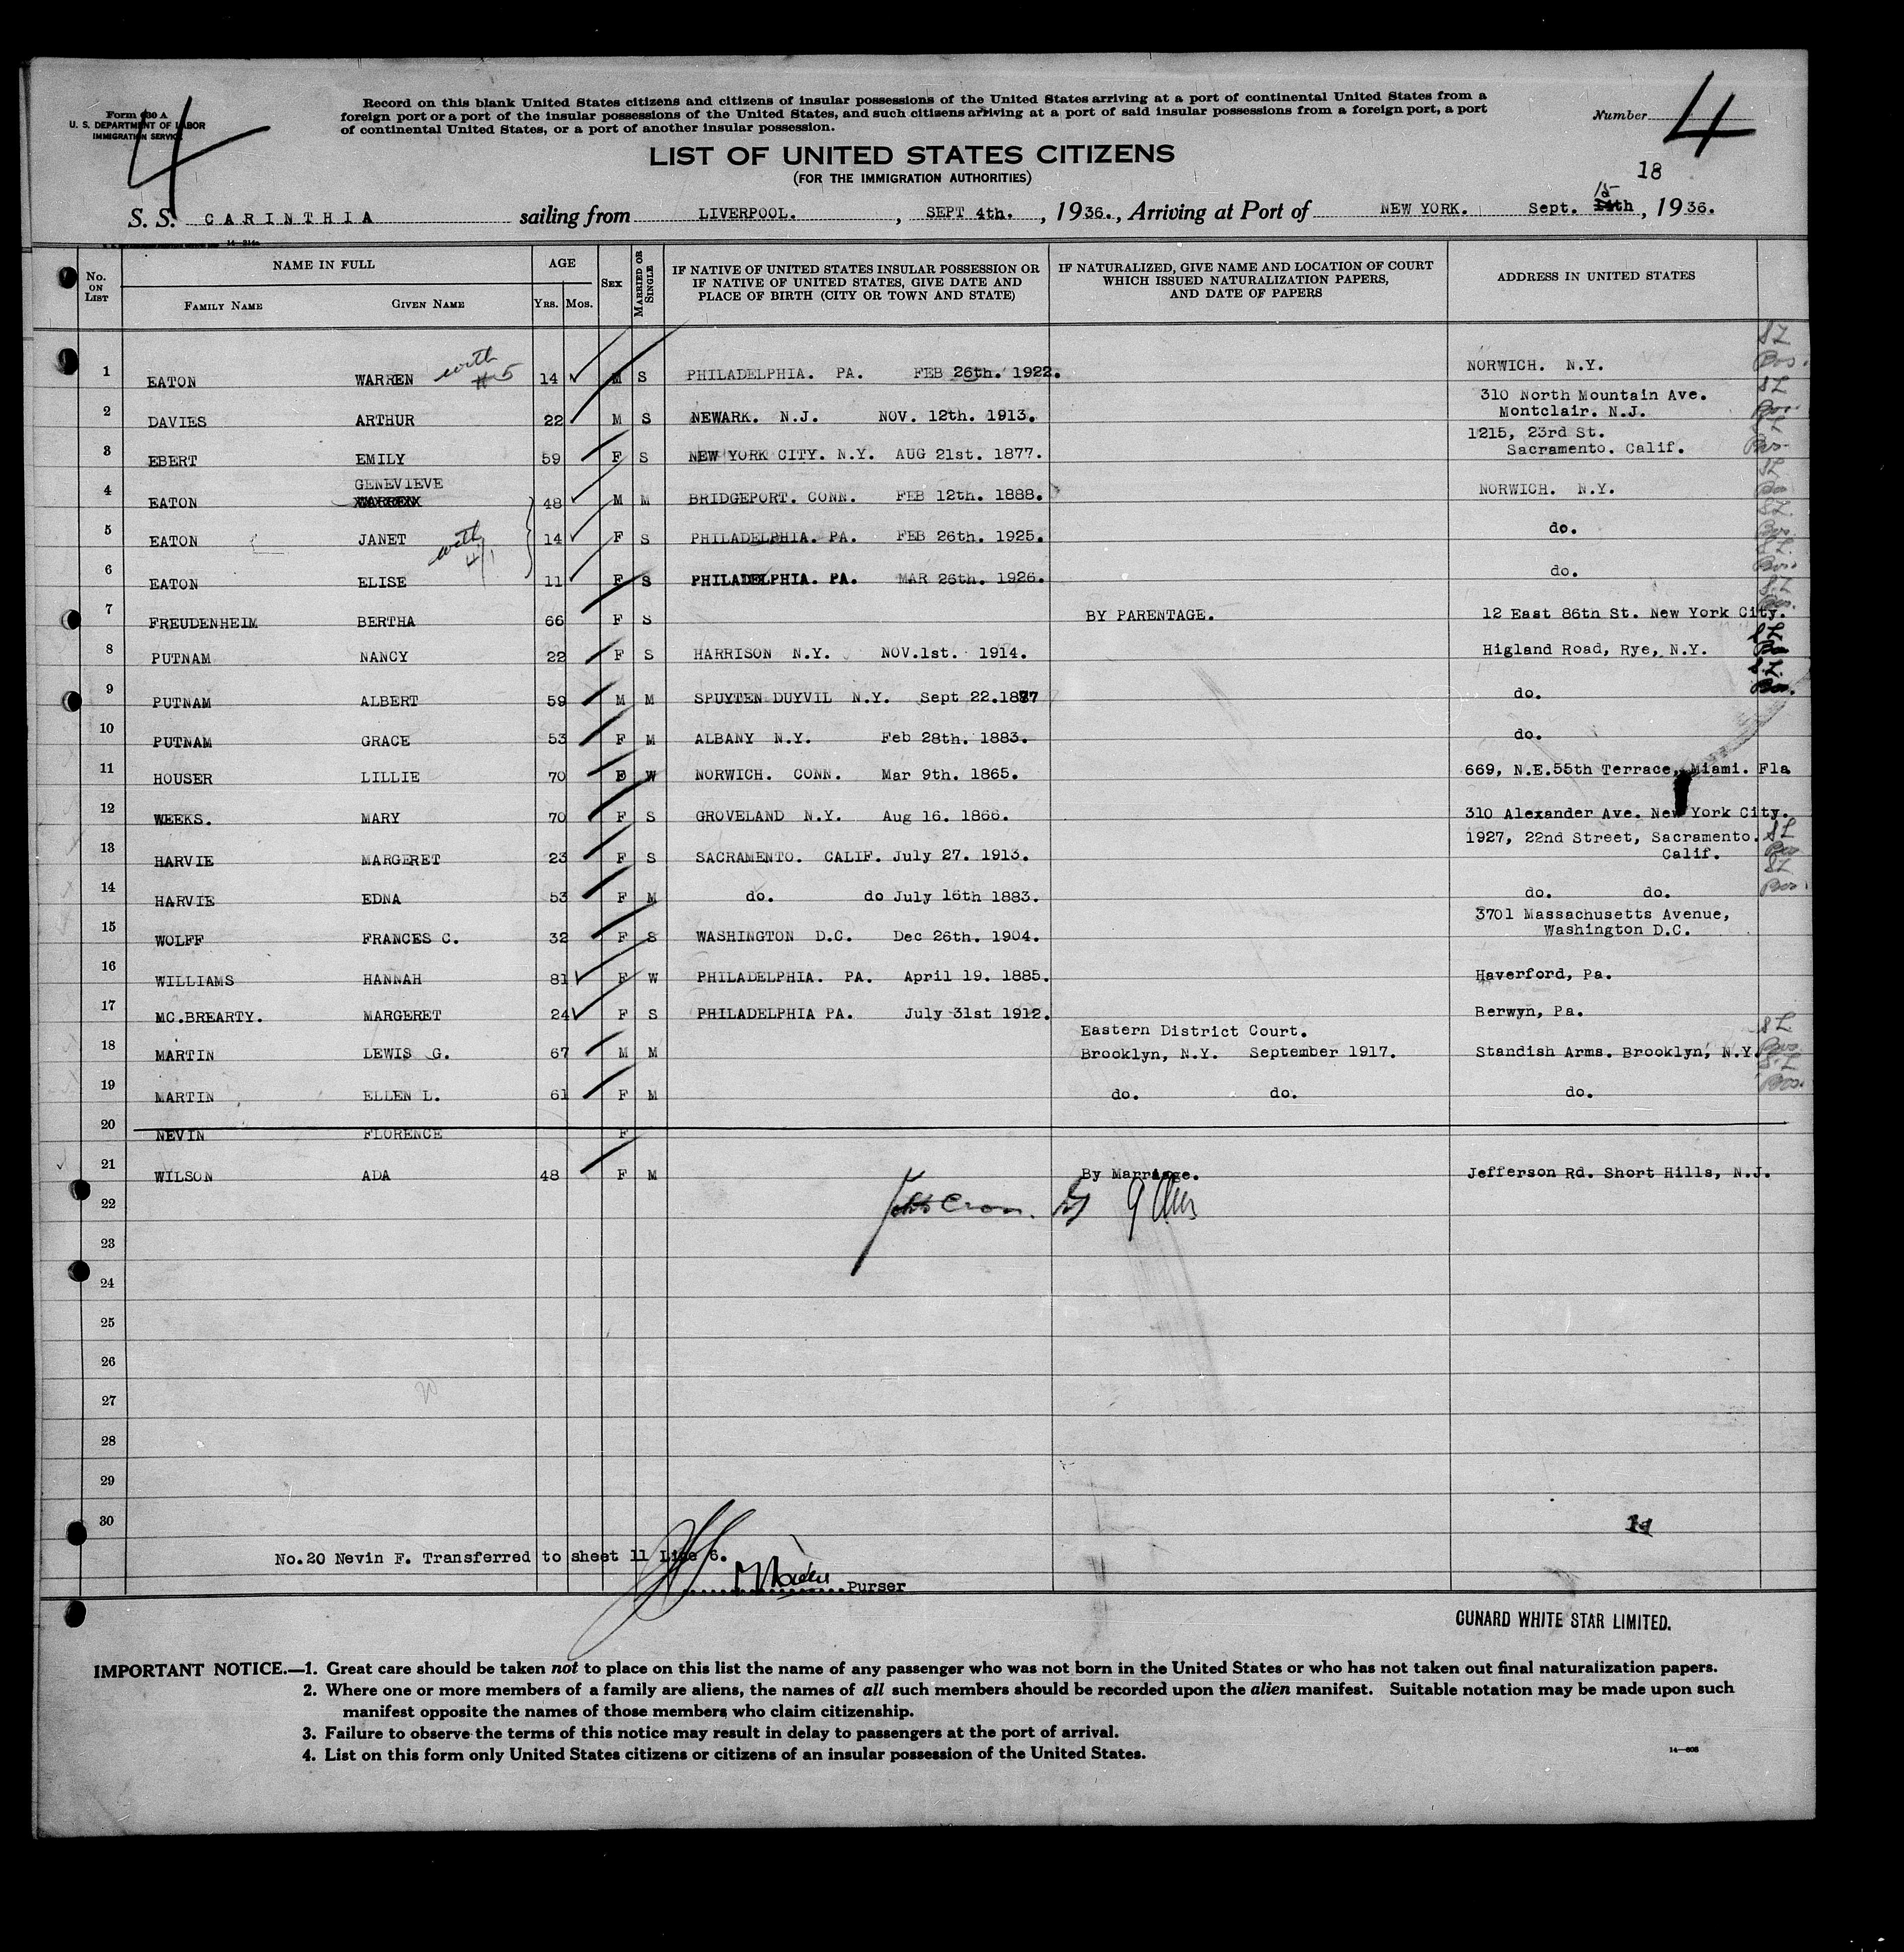 Form 630 A
U. S. DEPARTMENT OF LABOR
IMMIGRATION SERVICE
4
Record on this blank United States citizens and citizens of insular possessions of the United States arriving at a port of continental United States from a
foreign port or a port of the insular possessions of the United States, and such citizens arriving at a port of said insular possessions from a foreign port, a port
of continental United States, or a port of another insular possession.
Number 4
LIST OF UNITED STATES CITIZENS
(FOR THE IMMIGRATION AUTHORITIES)
18
15
S. S. CARINTHIA sailing from LIVERPOOL. , SEPT 4th. , 1936., Arriving at Port of NEW YORK. Sept. 14th , 1936.
No. ON LIST
NAME IN FULL
FAMILY NAME GIVEN NAME
AGE
YRS. MOS.
SEX
MARRIED OR SINGLE
IF NATIVE OF UNITED STATES INSULAR POSSESSION OR
IF NATIVE OF UNITED STATES, GIVE DATE AND
PLACE OF BIRTH (CITY OR TOWN AND STATE)
IF NATURALIZED, GIVE NAME AND LOCATION OF COURT
WHICH ISSUED NATURALIZATION PAPERS,
AND DATE OF PAPERS
ADDRESS IN UNITED STATES
1 EATON WARREN with #5 14 M S PHILADELPHIA. PA. FEB 26th. 1922. NORWICH. N.Y.
2 DAVIES ARTHUR 22 M S NEWARK. N.J. NOV. 12th. 1913. 310 North Mountain Ave.
Montclair. N.J.
3 EBERT EMILY 59 F S NEW YORK CITY. N.Y. AUG 21st. 1877. 1215, 23rd St.
Sacramento. Calif.
GENEVIEVE
4 EATON WARREN 48 M M BRIDGEPORT. CONN. FEB 12th. 1888. NORWICH. N.Y.
5 EATON JANET with 14 F S PHILADELPHIA. PA. FEB 26th. 1925. do.
6 EATON ELISE 11 F S PHILADELPHIA. PA. MAR 26th. 1926. do.
7 FREUDENHEIM BERTHA 66 F S BY PARENTAGE. 12 East 86th St. New York City.
8 PUTNAM NANCY 22 F S HARRISON N.Y. NOV.1st. 1914. Higland Road, Rye, N.Y.
9 PUTNAM ALBERT 59 M M SPUYTEN DUYVIL N.Y. Sept 22.1877 do.
10 PUTNAM GRACE 53 F M ALBANY N.Y. Feb 28th. 1883. do.
11 HOUSER LILLIE 70 W NORWICH. CONN. Mar 9th. 1865. 669, N.E.55th Terrace, Miami. Fla
12 WEEKS. MARY 70 F S GROVELAND N.Y. Aug 16. 1866. 310 Alexander Ave. New York City.
13 HARVIE MARGERET 23 F S SACRAMENTO. CALIF. July 27. 1913. 1927, 22nd Street, Sacramento.
Calif.
14 HARVIE EDNA 53 F M do. do July 16th 1883. do. do.
15 WOLFF FRANCES C. 32 F S WASHINGTON D.C. Dec 26th. 1904. 3701 Massachusetts Avenue,
Washington D.C.
16 WILLIAMS HANNAH 81 F W PHILADELPHIA. PA. April 19. 1885. Haverford, Pa.
17 MC.BREARTY. MARGERET 24 F S PHILADELPHIA PA. July 31st 1912. Berwyn, Pa.
Eastern District Court.
18 MARTIN LEWIS G. 67 M M Brooklyn, N.Y. September 1917. Standish Arms. Brooklyn, N.Y.
19 MARTIN ELLEN L. 61 F M do. do. do.
20 NEVIN FLORENCE F
21 WILSON ADA 48 F M By Marriage. Jefferson Rd. Short Hills, N.J.
22
23
24
25
26
27
28
29
30
No.20 Nevin F. Transferred to sheet 11 Line 6.
Purser
CUNARD WHITE STAR LIMITED.
IMPORTANT NOTICE.—1. Great care should be taken not to place on this list the name of any passenger who was not born in the United States or who has not taken out final naturalization papers.
2. Where one or more members of a family are aliens, the names of all such members should be recorded upon the alien manifest. Suitable notation may be made upon such
manifest opposite the names of those members who claim citizenship.
3. Failure to observe the terms of this notice may result in delay to passengers at the port of arrival.
4. List on this form only United States citizens or citizens of an insular possession of the United States.